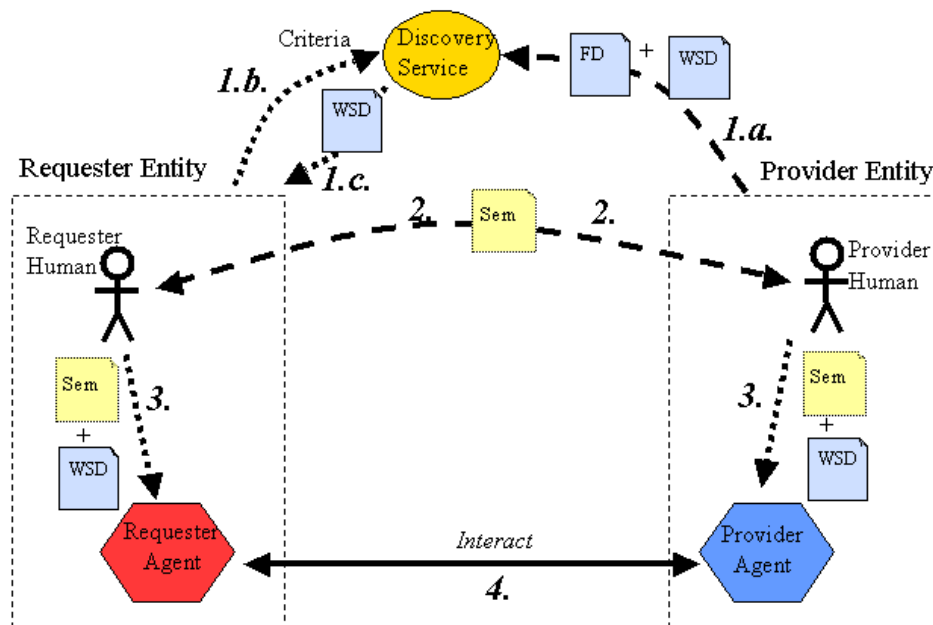 Criteria
Discovery
Service
FD
+
WSD
1.b.
WSD
1.a.
1.c.
Requester Entity
Provider Entity
2.
Sem
2.
Requester
Human
Provider
Human
Sem
3.
+
WSD
3.
Sem
+
WSD
Requester
Agent
Interact
Provider
Agent
4.